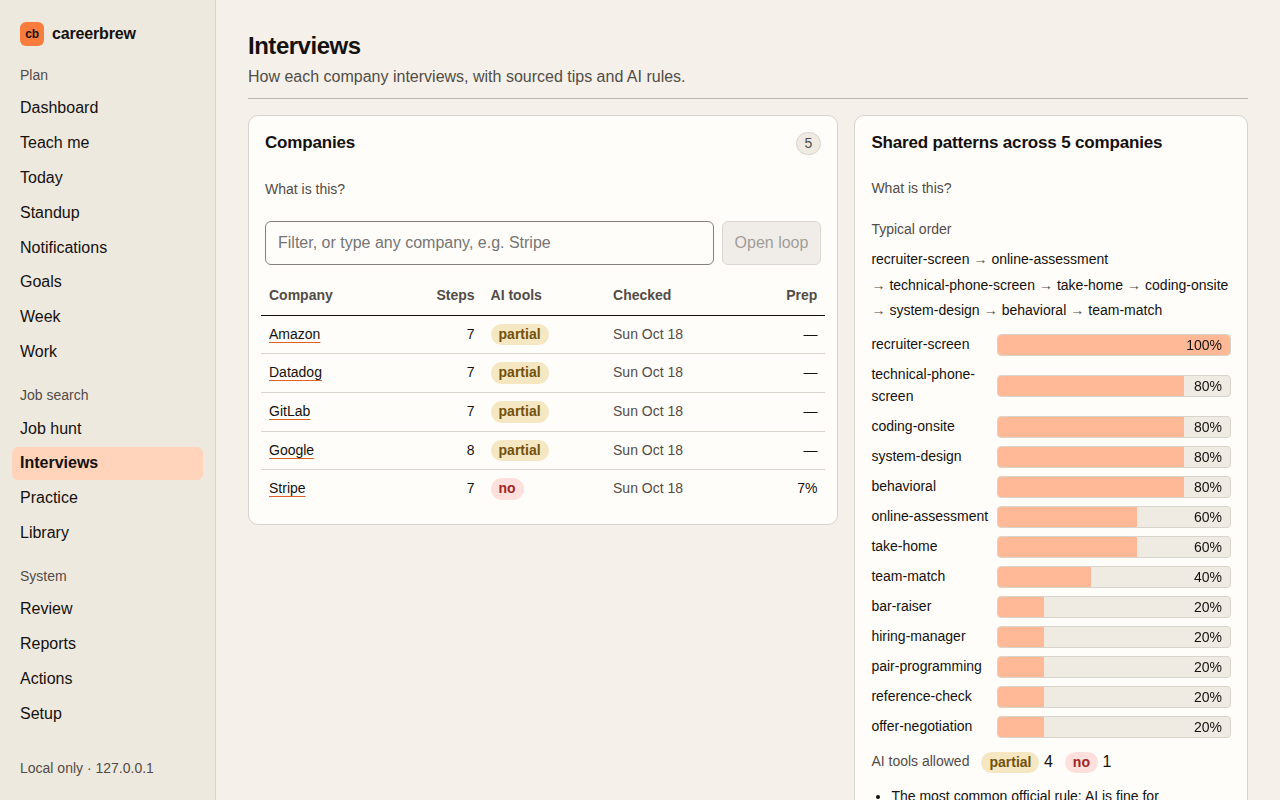 cb careerbrew
Plan
Dashboard
Teach me
Today
Standup
Notifications
Goals
Week
Work
Job search
Job hunt
Interviews
Practice
Library
System
Review
Reports
Actions
Setup
Local only · 127.0.0.1
Interviews
How each company interviews, with sourced tips and AI rules.
Companies 5
What is this?
Filter, or type any company, e.g. Stripe Open loop
Company Steps AI tools Checked Prep
Amazon 7 partial Sun Oct 18 —
Datadog 7 partial Sun Oct 18 —
GitLab 7 partial Sun Oct 18 —
Google 8 partial Sun Oct 18 —
Stripe 7 no Sun Oct 18 7%
Shared patterns across 5 companies
What is this?
Typical order
recruiter-screen → online-assessment
→ technical-phone-screen → take-home → coding-onsite
→ system-design → behavioral → team-match
recruiter-screen 100%
technical-phone-
screen 80%
coding-onsite 80%
system-design 80%
behavioral 80%
online-assessment 60%
take-home 60%
team-match 40%
bar-raiser 20%
hiring-manager 20%
pair-programming 20%
reference-check 20%
offer-negotiation 20%
AI tools allowed partial 4 no 1
• The most common official rule: AI is fine for